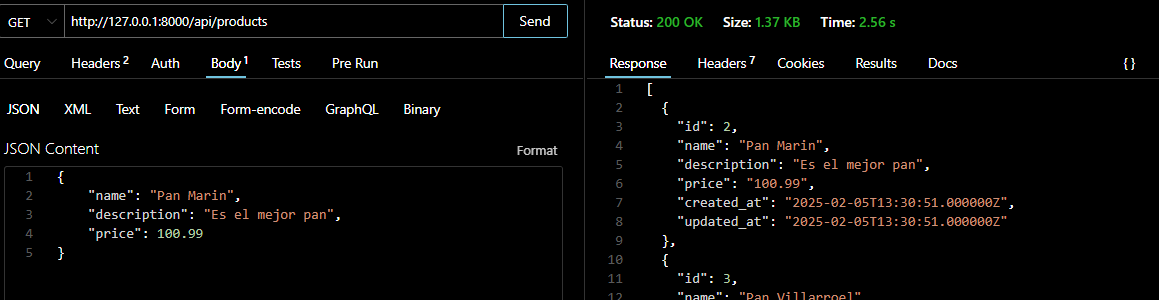 GET http://127.0.0.1:8000/api/products Send
Query Headers 2 Auth Body 1 Tests Pre Run
JSON XML Text Form Form-encode GraphQL Binary
JSON Content Format
1 {
2 "name": "Pan Marin",
3 "description": "Es el mejor pan",
4 "price": 100.99
5 }
Status: 200 OK Size: 1.37 KB Time: 2.56 s
Response Headers 7 Cookies Results Docs { }
1 [
2 {
3 "id": 2,
4 "name": "Pan Marin",
5 "description": "Es el mejor pan",
6 "price": "100.99",
7 "created_at": "2025-02-05T13:30:51.000000Z",
8 "updated_at": "2025-02-05T13:30:51.000000Z"
9 },
10 {
11 "id": 3,
12 "name": "Pan Villarroel"